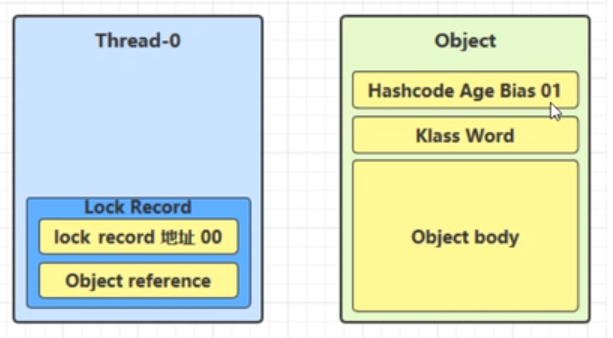 Thread-0
Lock Record
lock record 地址 00
Object reference
Object
Hashcode Age Bias 01
Klass Word
Object body